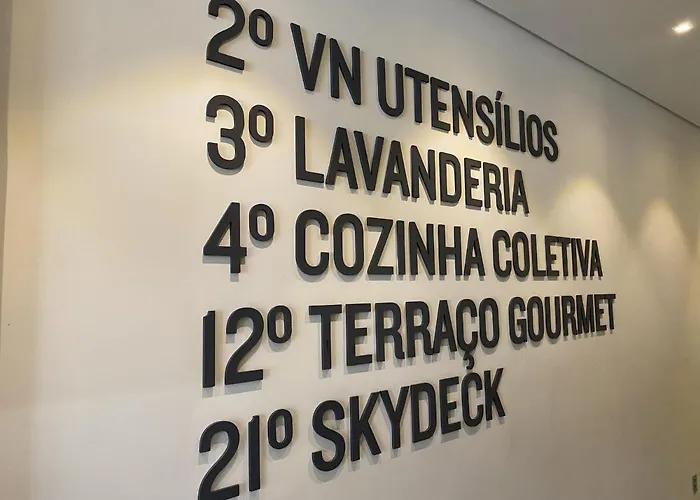 2º VN UTENSÍLIOS
3º LAVANDERIA
4º COZINHA COLETIVA
12º TERRAÇO GOURMET
21º SKYDECK